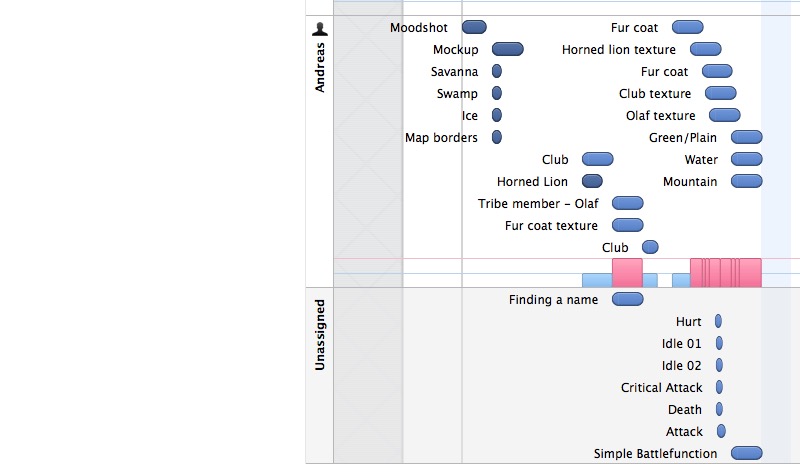 Andreas
Moodshot
Fur coat
Mockup
Horned lion texture
Savanna
Fur coat
Swamp
Club texture
Ice
Olaf texture
Map borders
Green/Plain
Club
Water
Horned Lion
Mountain
Tribe member – Olaf
Fur coat texture
Club
Unassigned
Finding a name
Hurt
Idle 01
Idle 02
Critical Attack
Death
Attack
Simple Battlefunction